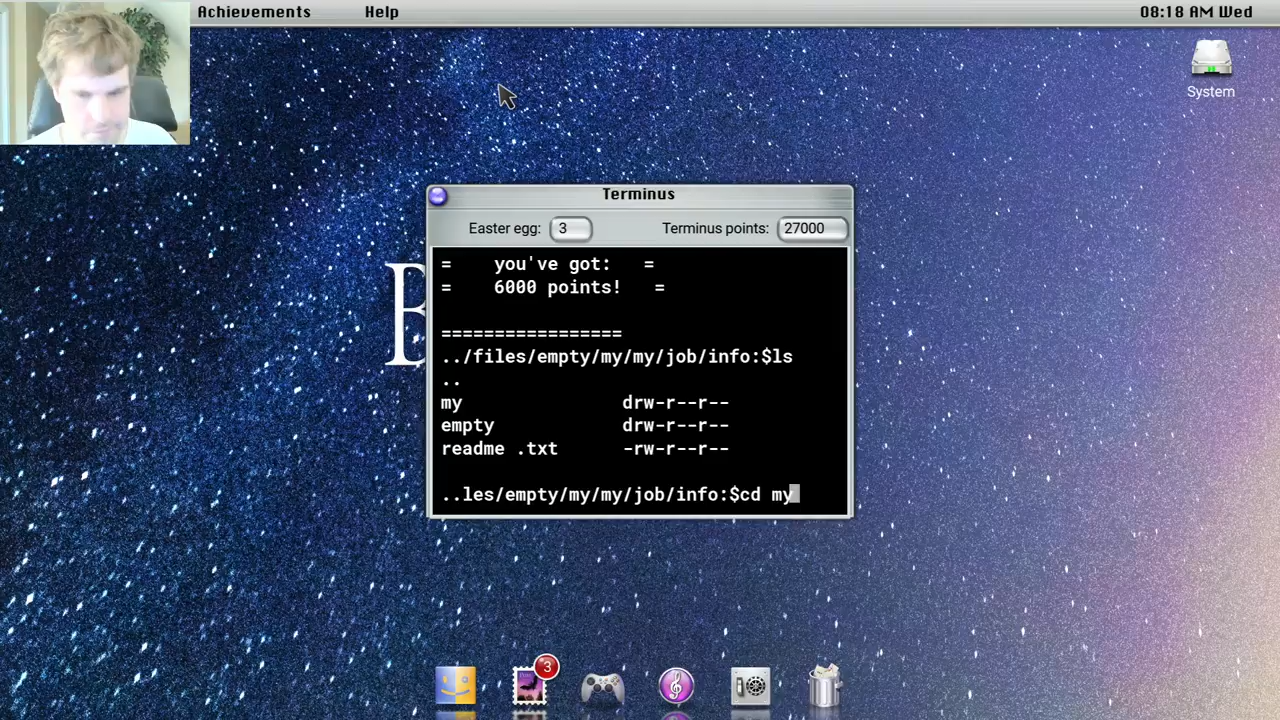 Achievements Help 08:18 AM Wed
System
Terminus
Easter egg: 3 Terminus points: 27000
= you've got: =
= 6000 points! =
=================
../files/empty/my/my/job/info:$ls
..
my drw-r--r--
empty drw-r--r--
readme .txt -rw-r--r--
..les/empty/my/my/job/info:$cd my
3